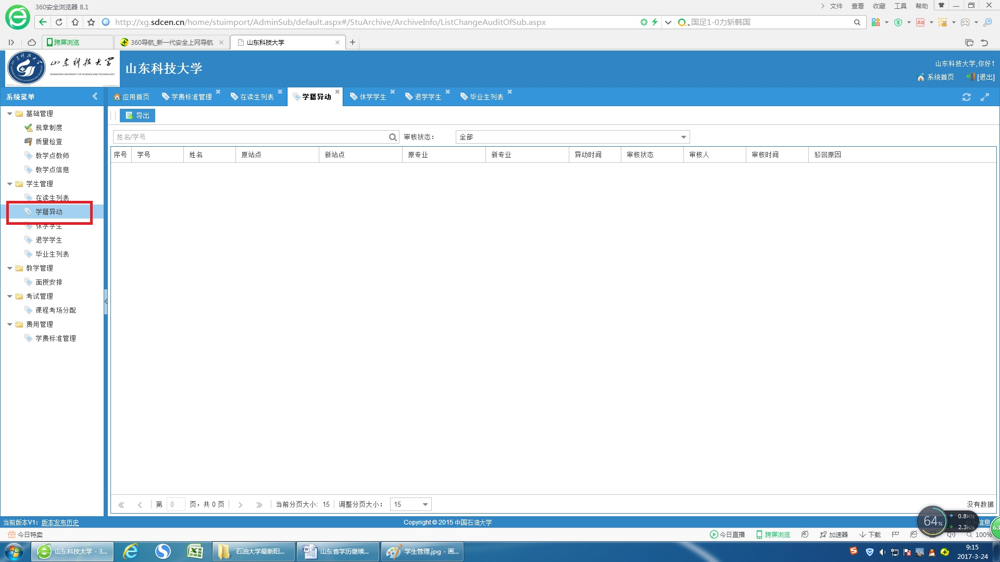 360安全浏览器 8.1
文件 查看 收藏 工具 帮助
http://xg.sdcen.cn/home/stuimport/AdminSub/default.aspx#/StuArchive/ArchiveInfo/ListChangeAuditOfSub.aspx
国足1-0力斩韩国
跨屏浏览
360导航_新一代安全上网导航
山东科技大学
山东科技大学
SHANDONG UNIVERSITY OF SCIENCE AND TECHNOLOGY
山东科技大学
山东科技大学,你好!
系统首页 [退出]
系统菜单
应用首页 学费标准管理 在读生列表 学籍异动 休学学生 退学学生 毕业生列表
基础管理
规章制度
质量检查
教学点教师
教学点信息
学生管理
在读生列表
学籍异动
休学学生
退学学生
毕业生列表
教学管理
面授安排
考试管理
课程考场分配
费用管理
学费标准管理
导出
姓名/学号 审核状态: 全部
序号 学号 姓名 原站点 新站点 原专业 新专业 异动时间 审核状态 审核人 审核时间 驳回原因
第 0 页,共 0 页 当前分页大小: 15 调整分页大小: 15 没有数据
当前版本V1: 版本发布历史
Copyright © 2015 中国石油大学
信息
64%
0.8K/s
2.3K/s
63
今日特卖
今日直播 跨屏浏览 加速器 下载 100%
山东科技大学 - 3...
石油大学最新阳...
山东省学历继续...
学生管理.jpg - 画...
9:15
2017-3-24